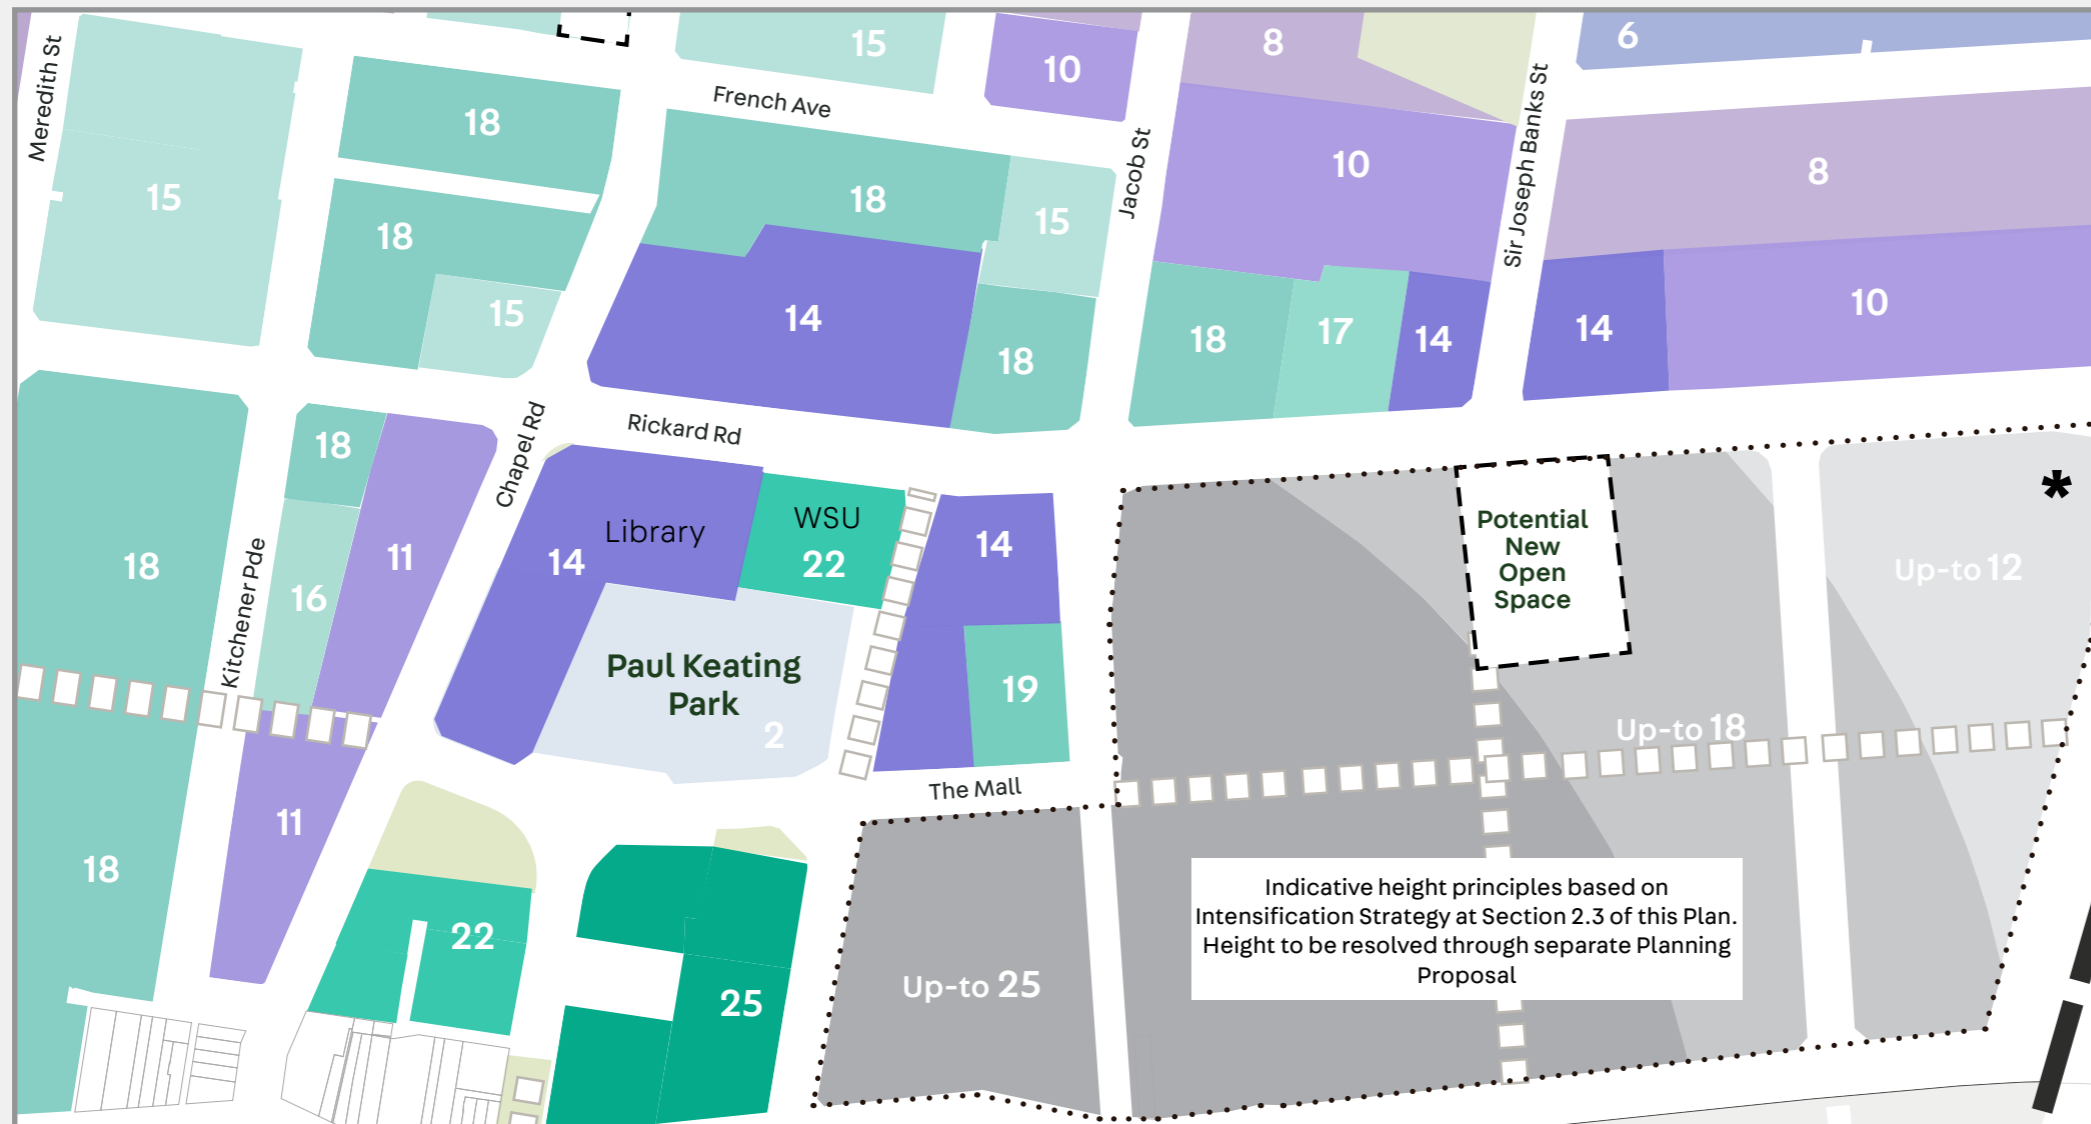 15
8
6
10
Meredith St
French Ave
18
10
8
15
18
15
Jacob St
Sir Joseph Banks St
18
15
14
18
18
17
14
14
10
Rickard Rd
Chapel Rd
18
11
18
16
Kitchener Pde
Library
14
WSU
22
14
19
Paul Keating
Park
2
The Mall
Potential
New
Open
Space
*
Up-to 12
Up-to 18
11
18
22
25
Up-to 25
Indicative height principles based on
Intensification Strategy at Section 2.3 of this Plan.
Height to be resolved through separate Planning
Proposal